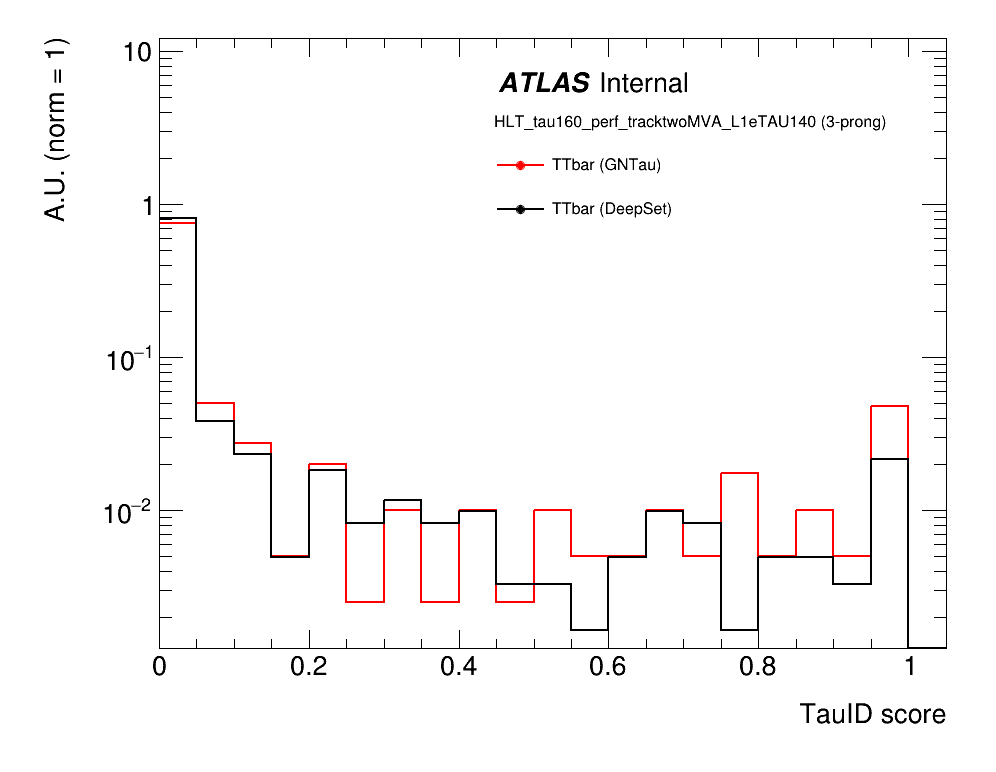 A.U. (norm = 1)
10
1
10⁻¹
10⁻²
ATLAS Internal
HLT_tau160_perf_tracktwoMVA_L1eTAU140 (3-prong)
TTbar (GNTau)
TTbar (DeepSet)
0 0.2 0.4 0.6 0.8 1
TauID score